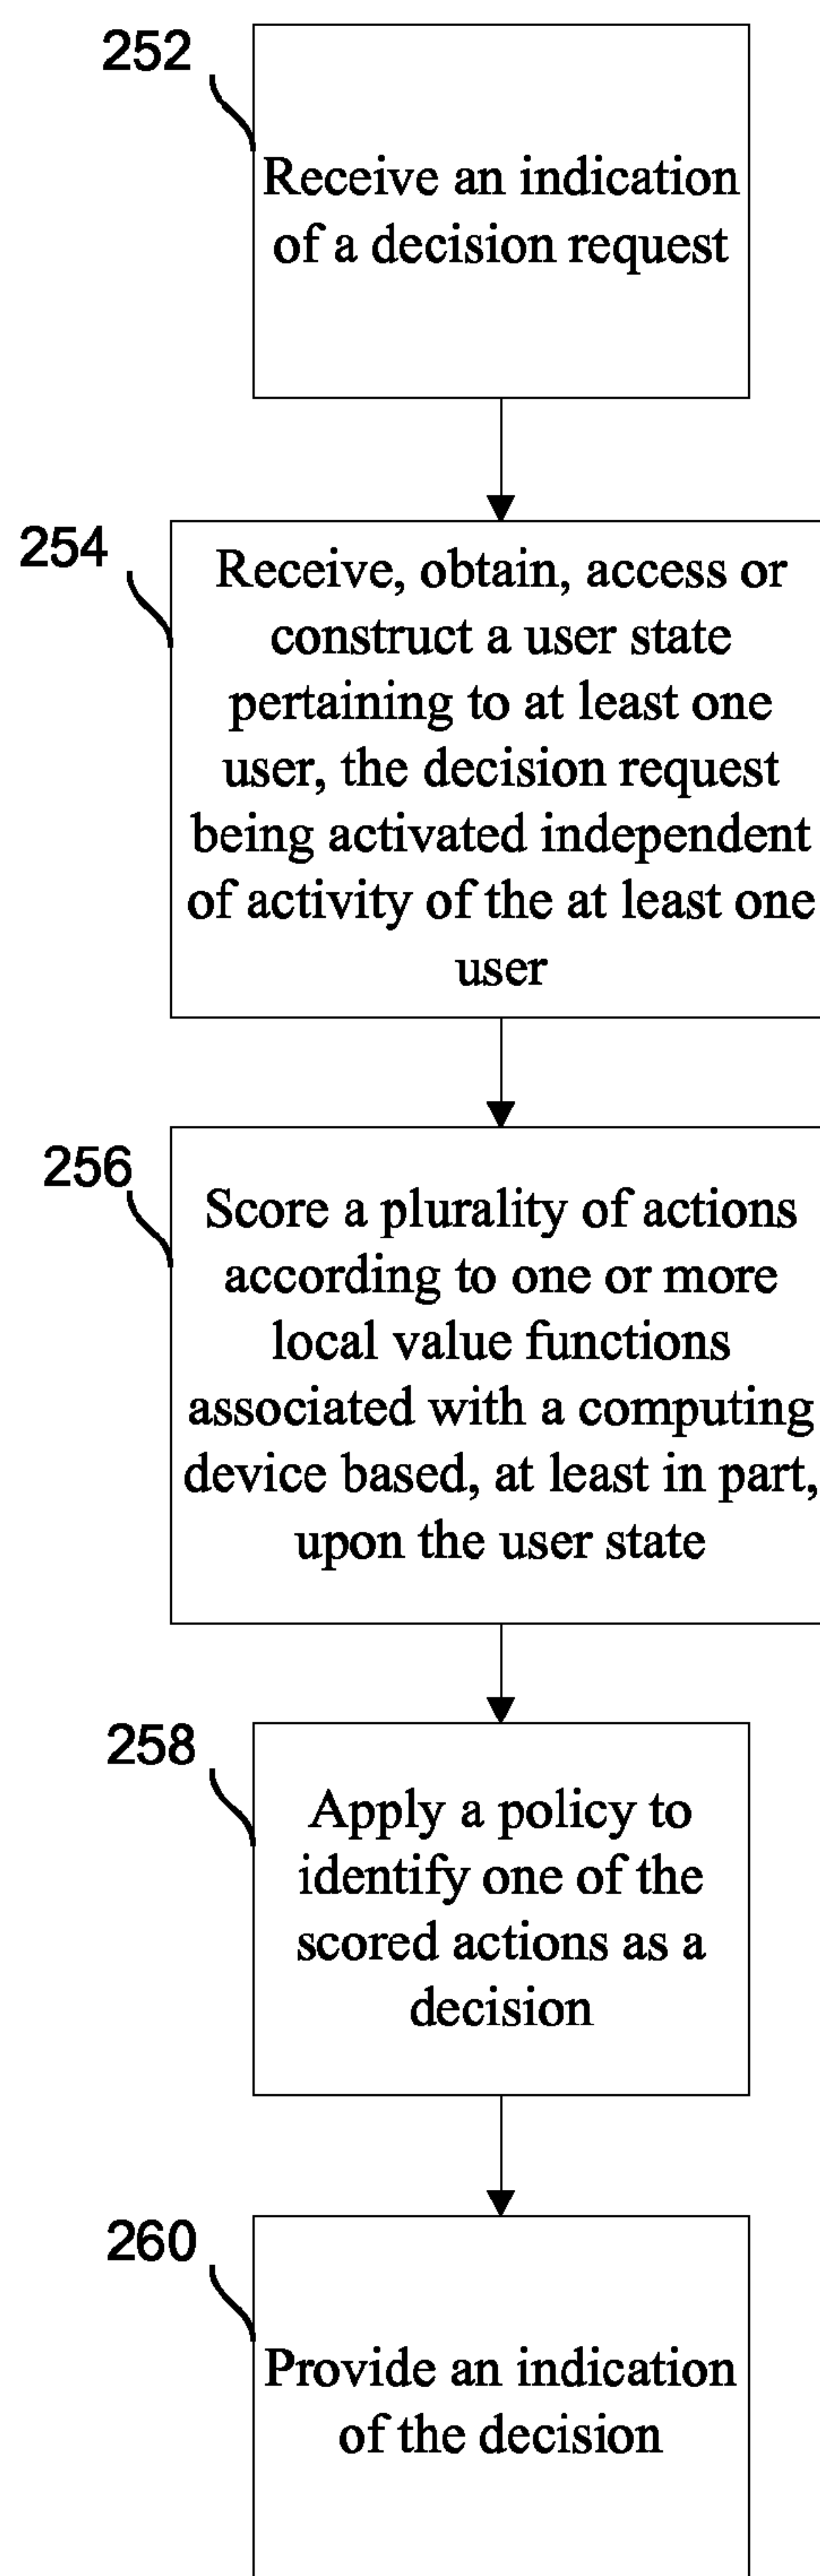 252
Receive an indication
of a decision request
254
Receive, obtain, access or
construct a user state
pertaining to at least one
user, the decision request
being activated independent
of activity of the at least one
user
256
Score a plurality of actions
according to one or more
local value functions
associated with a computing
device based, at least in part,
upon the user state
258
Apply a policy to
identify one of the
scored actions as a
decision
260
Provide an indication
of the decision